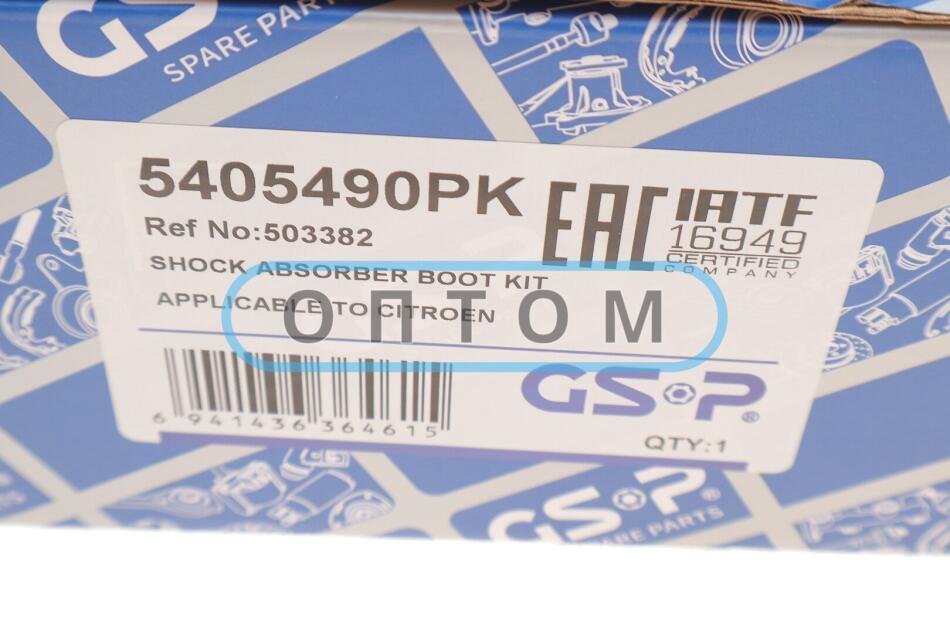 GS
SPARE PART
5405490PK
Ref No:503382
SHOCK ABSORBER BOOT KIT
APPLICABLE TO CITROEN
EAC
IATF
16949
CERTIFIED
COMPANY
ОПТОМ
6 941436 364615
GSP®
QTY:1
GSP®
SPARE PARTS